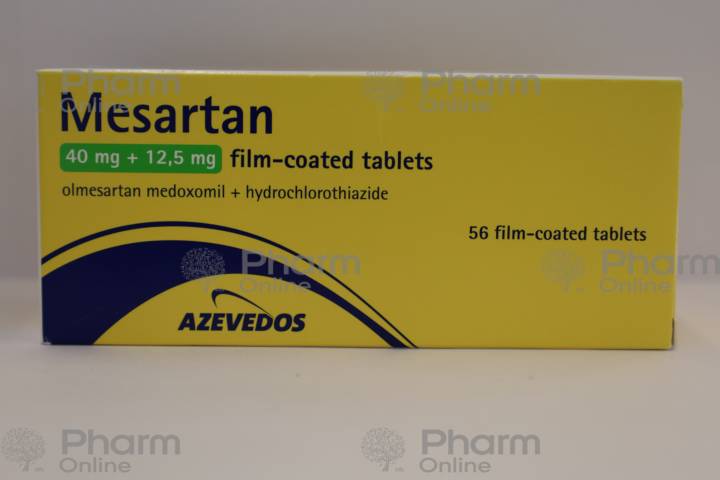 Pharm
Online
Pharm
Online
Mesartan
40 mg + 12,5 mg film-coated tablets
olmesartan medoxomil + hydrochlorothiazide
56 film-coated tablets
Pharm
Online
Pharm
Online
AZEVEDOS
Pharm
Online
Pharm
Online